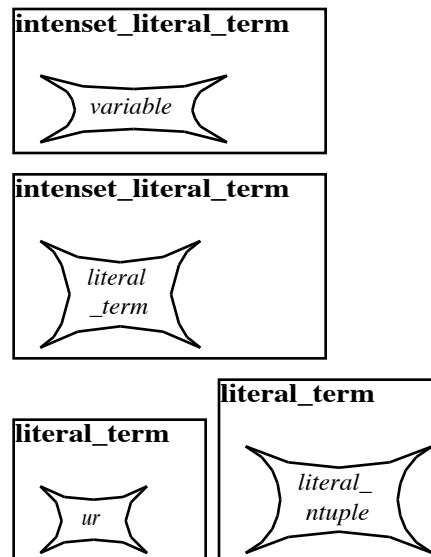 intenset_literal_term
variable
intenset_literal_term
literal
_term
literal_term
ur
literal_term
literal_
ntuple